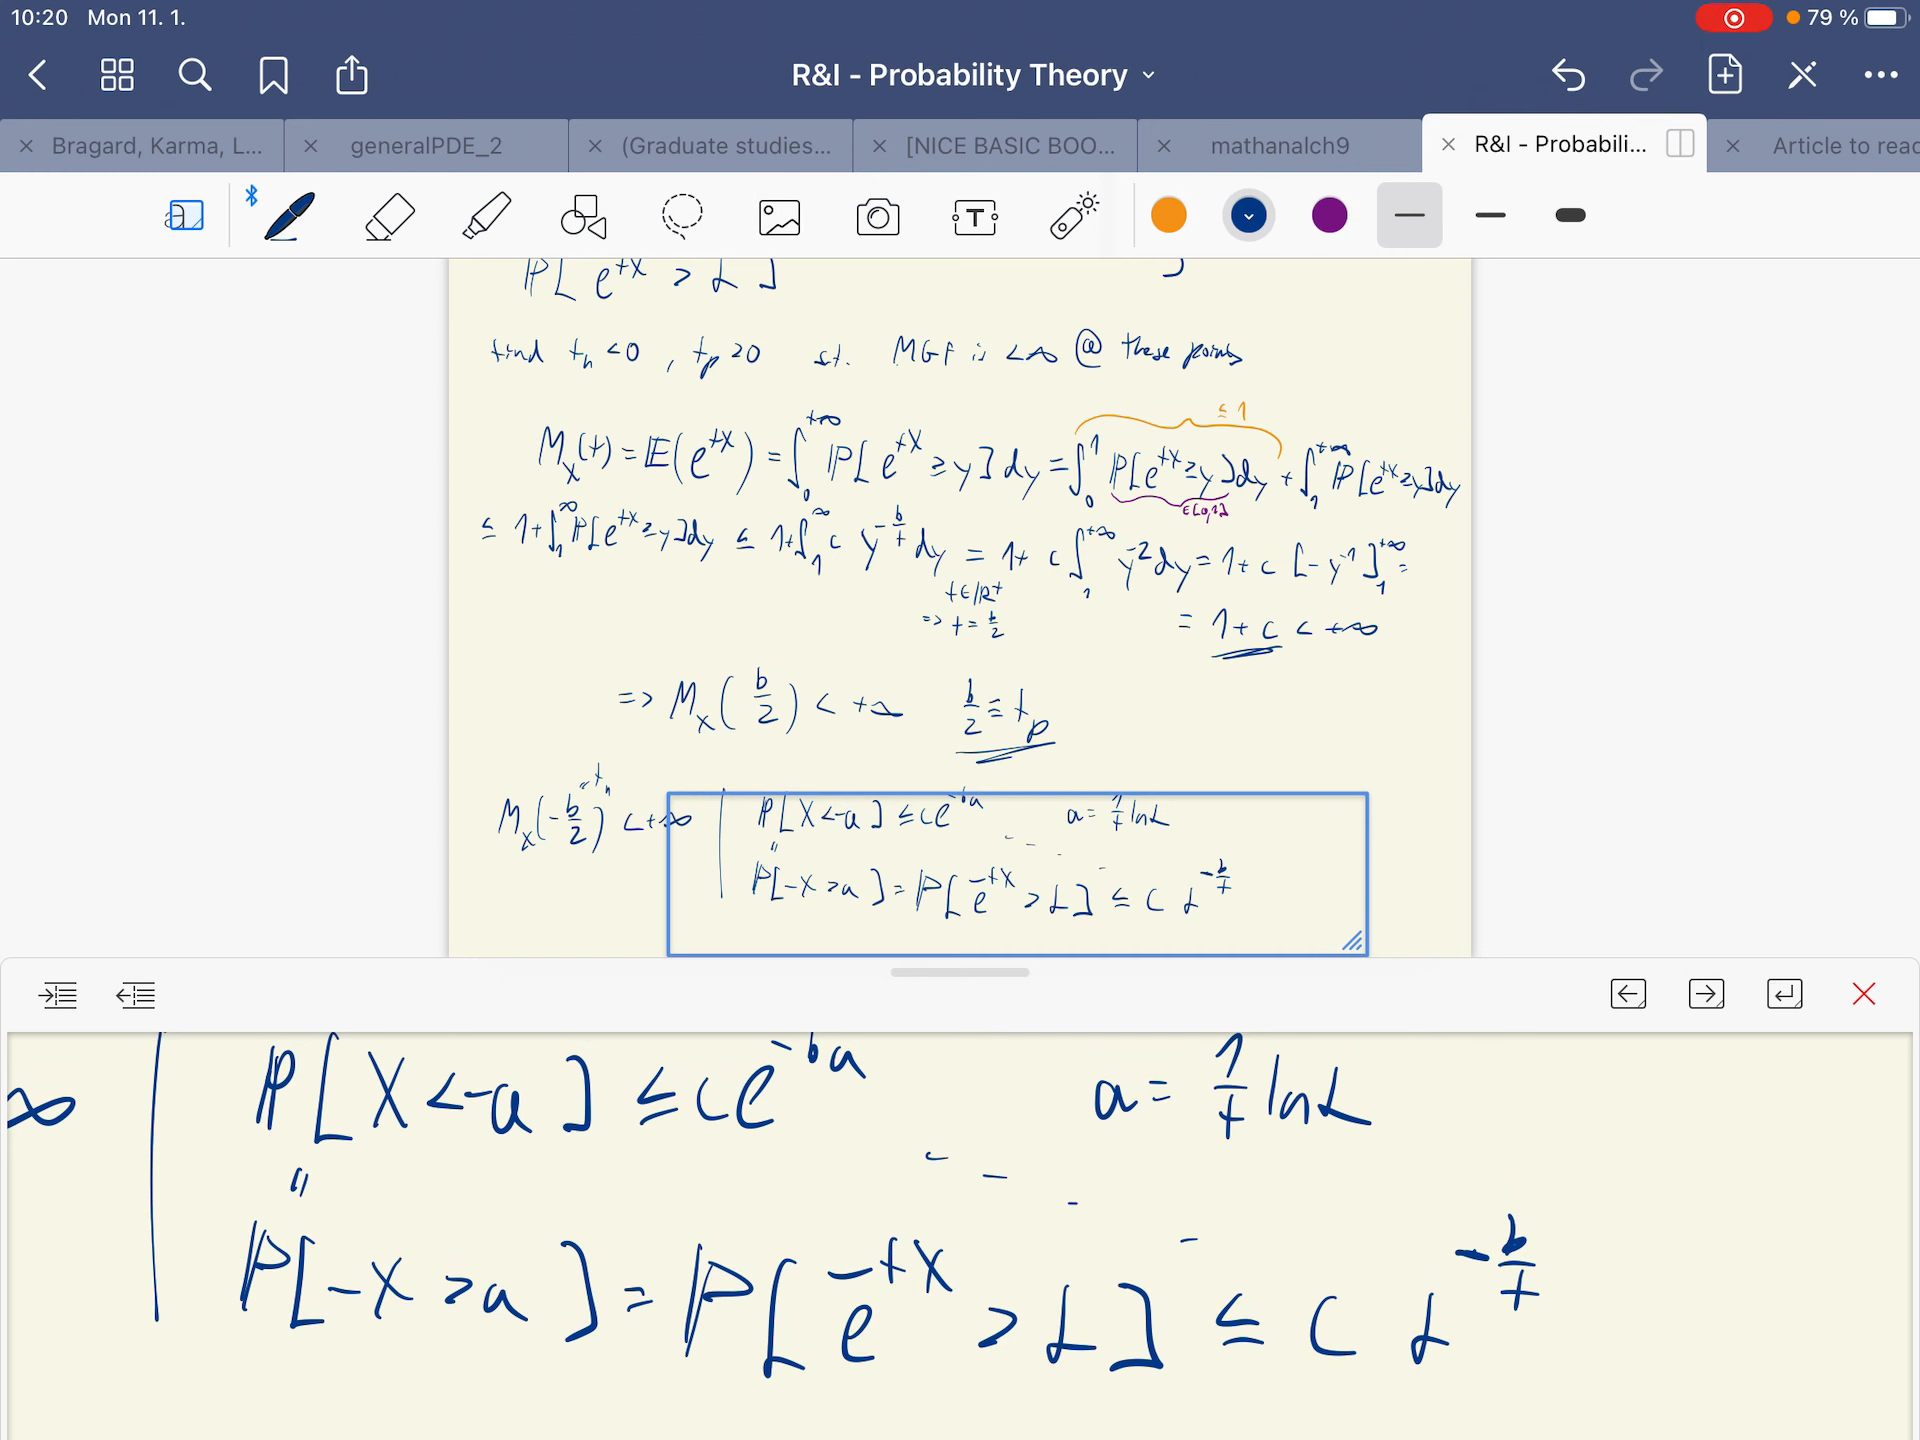 10:20 Mon 11. 1. 79 %
R&I - Probability Theory
Bragard, Karma, L... generalPDE_2 (Graduate studies... [NICE BASIC BOO... mathanalch9 R&I - Probabili... Article to read
ℙ[ e^{tX} > L ]
find t_n <0 , t_p >0 st. MGF is <∞ @ these points
≤ 1
M_X(t) = 𝔼(e^{tX}) = ∫_0^{+∞} ℙ[e^{tX} ≥ y] dy = ∫_0^1 ℙ[e^{tX} ≥ y] dy + ∫_1^{+∞} ℙ[e^{tX} ≥ y] dy
∈[0,1]
≤ 1+∫_1^∞ ℙ[e^{tX} ≥ y] dy ≤ 1+∫_1^∞ c y^{-b/t} dy = 1+ c ∫_1^{+∞} y^{-2} dy = 1+ c [-y^{-1}]_1^{+∞} =
t∈ℝ^+
=> t = b/2
= 1+ c < +∞
=> M_X( b/2 ) < +∞ b/2 ≡ t_p
M_X(-b/2) < +∞ " t_n
ℙ[X<-a] ≤ ce^{-ba} a= 1/t ln L
"
ℙ[-X >a] = ℙ[e^{-tX} > L] ≤ c L^{-b/t}
∞ ℙ[X<-a] ≤ ce^{-ba} a= 1/t ln L
"
ℙ[-X >a] = ℙ[e^{-tX} > L] ≤ c L^{-b/t}